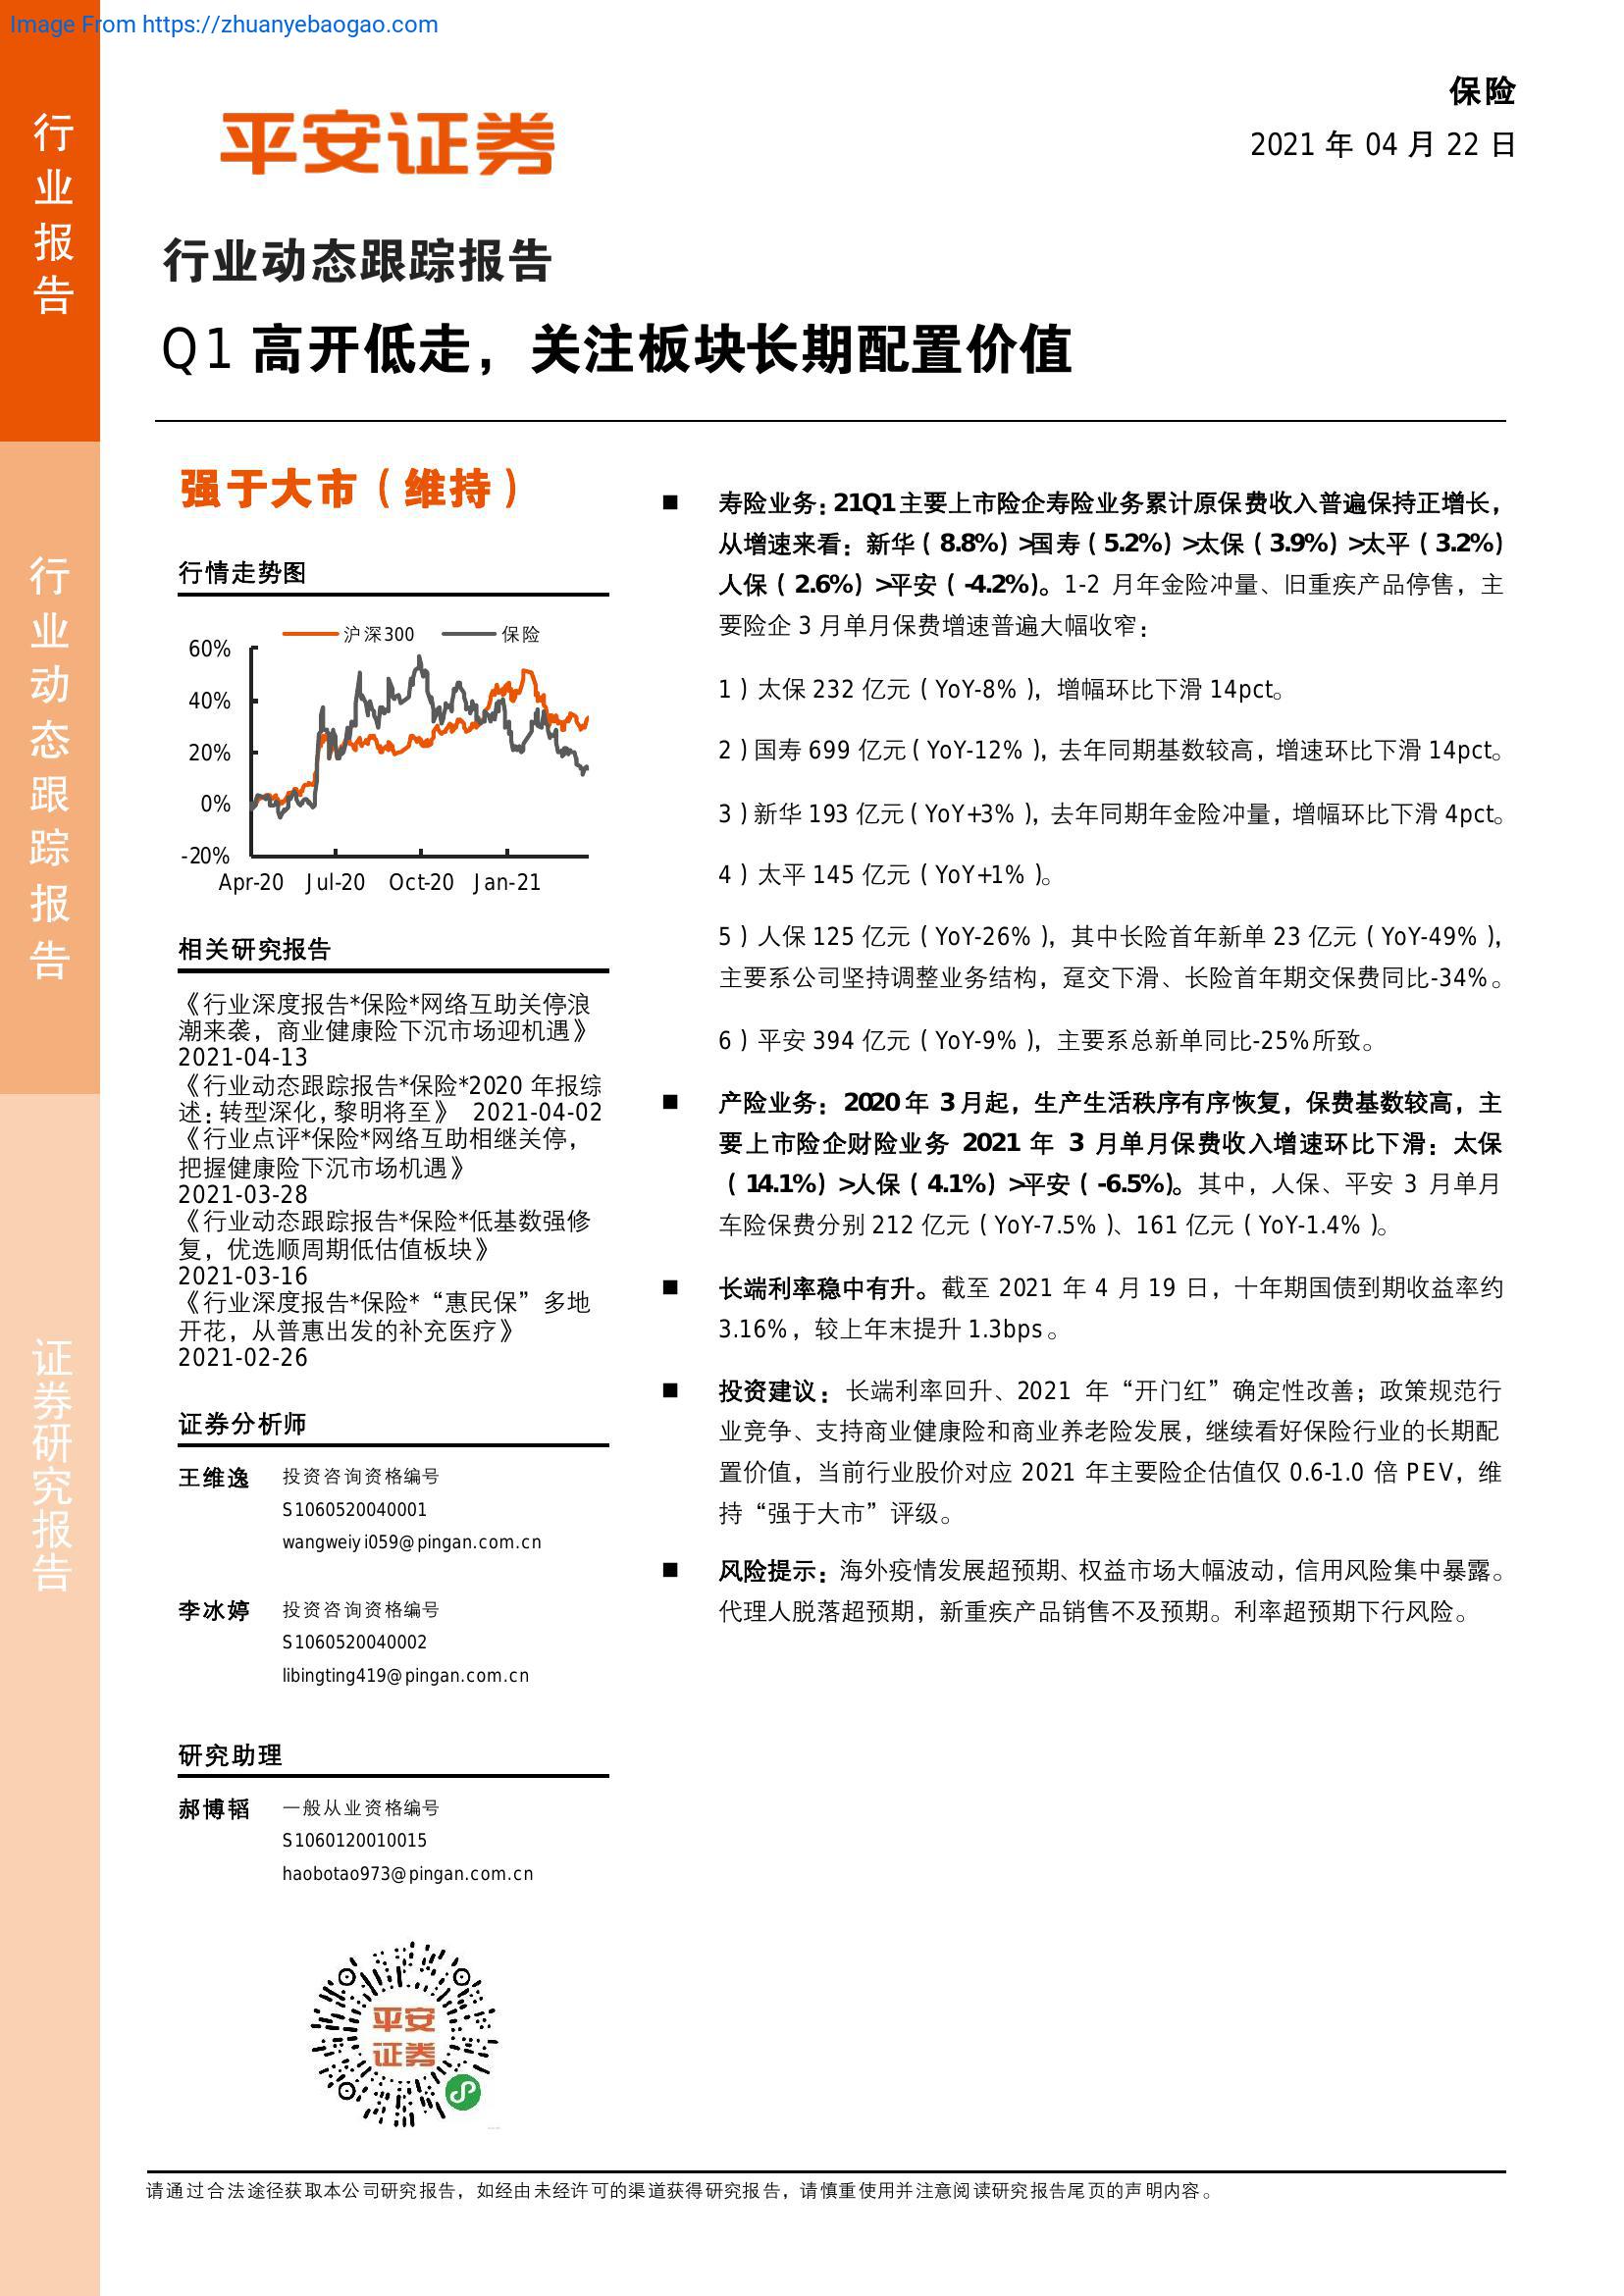 Image From https://zhuanyebaogao.com
行业报告
行业动态跟踪报告
证券研究报告
平安证券
保险
2021 年 04 月 22 日
行业动态跟踪报告
Q1 高开低走，关注板块长期配置价值
强于大市（维持）
行情走势图
沪深300 保险
60%
40%
20%
0%
-20%
Apr-20 Jul-20 Oct-20 Jan-21
相关研究报告
《行业深度报告*保险*网络互助关停浪
潮来袭，商业健康险下沉市场迎机遇》
2021-04-13
《行业动态跟踪报告*保险*2020 年报综
述：转型深化，黎明将至》 2021-04-02
《行业点评*保险*网络互助相继关停，
把握健康险下沉市场机遇》
2021-03-28
《行业动态跟踪报告*保险*低基数强修
复，优选顺周期低估值板块》
2021-03-16
《行业深度报告*保险*“惠民保”多地
开花，从普惠出发的补充医疗》
2021-02-26
证券分析师
王维逸 投资咨询资格编号
S1060520040001
wangweiyi059@pingan.com.cn
李冰婷 投资咨询资格编号
S1060520040002
libingting419@pingan.com.cn
研究助理
郝博韬 一般从业资格编号
S1060120010015
haobotao973@pingan.com.cn
平安
证券
■ 寿险业务：21Q1 主要上市险企寿险业务累计原保费收入普遍保持正增长，
从增速来看：新华（8.8%）>国寿（5.2%）>太保（3.9%）>太平（3.2%）
人保（2.6%）>平安（-4.2%）。1-2 月年金险冲量、旧重疾产品停售，主
要险企 3 月单月保费增速普遍大幅收窄：
1）太保 232 亿元（YoY-8%），增幅环比下滑 14pct。
2）国寿 699 亿元（YoY-12%），去年同期基数较高，增速环比下滑 14pct。
3）新华 193 亿元（YoY+3%），去年同期年金险冲量，增幅环比下滑 4pct。
4）太平 145 亿元（YoY+1%）。
5）人保 125 亿元（YoY-26%），其中长险首年新单 23 亿元（YoY-49%），
主要系公司坚持调整业务结构，趸交下滑、长险首年期交保费同比-34%。
6）平安 394 亿元（YoY-9%），主要系总新单同比-25%所致。
■ 产险业务：2020 年 3 月起，生产生活秩序有序恢复，保费基数较高，主
要上市险企财险业务 2021 年 3 月单月保费收入增速环比下滑：太保
（14.1%）>人保（4.1%）>平安（-6.5%）。其中，人保、平安 3 月单月
车险保费分别 212 亿元（YoY-7.5%）、161 亿元（YoY-1.4%）。
■ 长端利率稳中有升。截至 2021 年 4 月 19 日，十年期国债到期收益率约
3.16%，较上年末提升 1.3bps。
■ 投资建议：长端利率回升、2021 年“开门红”确定性改善；政策规范行
业竞争、支持商业健康险和商业养老险发展，继续看好保险行业的长期配
置价值，当前行业股价对应 2021 年主要险企估值仅 0.6-1.0 倍 PEV，维
持“强于大市”评级。
■ 风险提示：海外疫情发展超预期、权益市场大幅波动，信用风险集中暴露。
代理人脱落超预期，新重疾产品销售不及预期。利率超预期下行风险。
请通过合法途径获取本公司研究报告，如经由未经许可的渠道获得研究报告，请慎重使用并注意阅读研究报告尾页的声明内容。